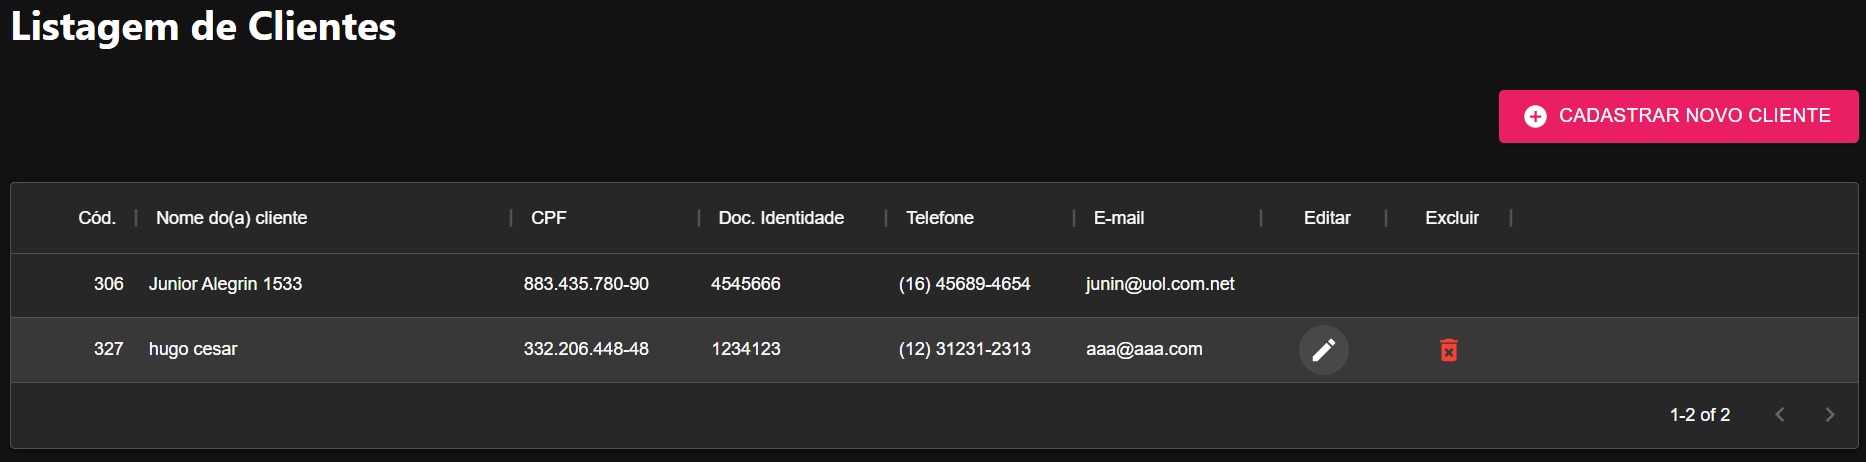 Listagem de Clientes
CADASTRAR NOVO CLIENTE
Cód. Nome do(a) cliente CPF Doc. Identidade Telefone E-mail Editar Excluir
306 Junior Alegrin 1533 883.435.780-90 4545666 (16) 45689-4654 junin@uol.com.net
327 hugo cesar 332.206.448-48 1234123 (12) 31231-2313 aaa@aaa.com
1-2 of 2